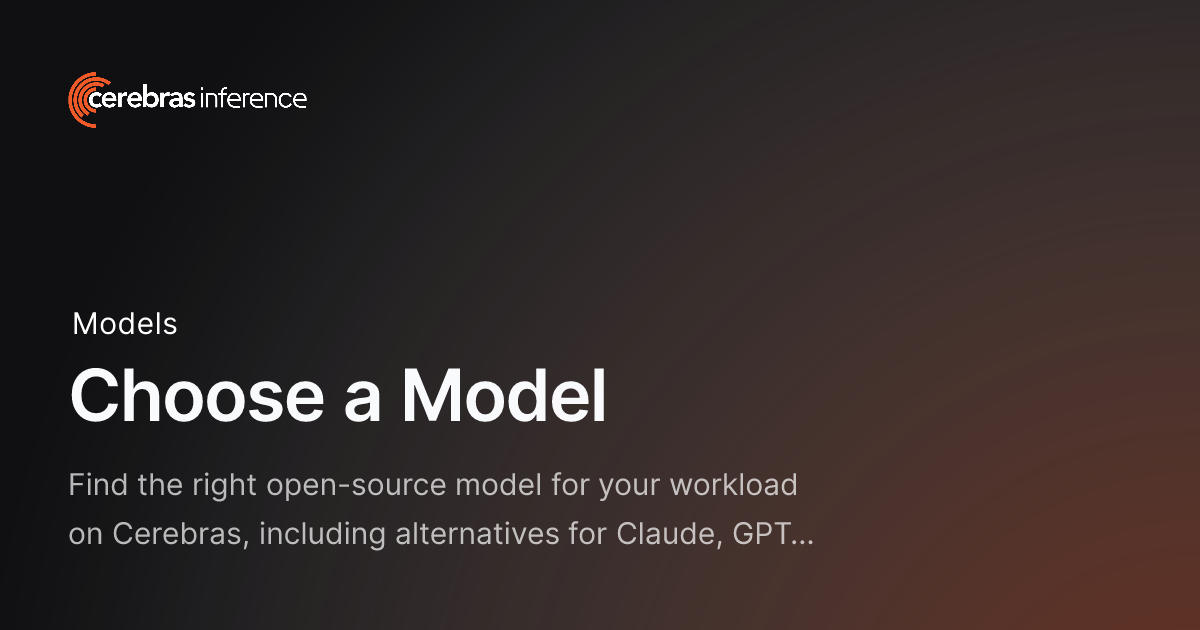 cerebras inference
Models
Choose a Model
Find the right open-source model for your workload
on Cerebras, including alternatives for Claude, GPT...